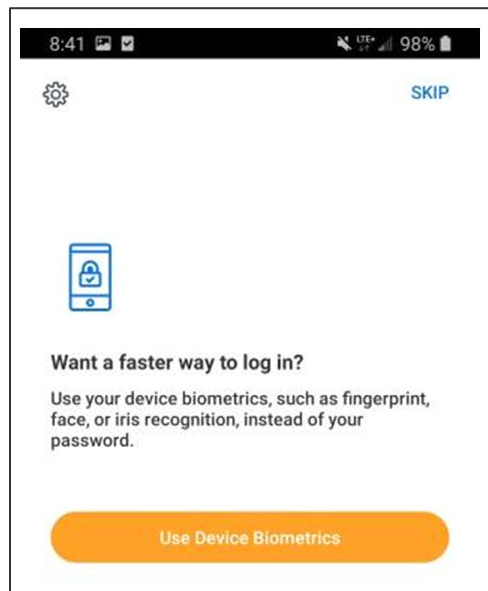 8:41
LTE+ 98%
SKIP
Want a faster way to log in?
Use your device biometrics, such as fingerprint,
face, or iris recognition, instead of your
password.
Use Device Biometrics